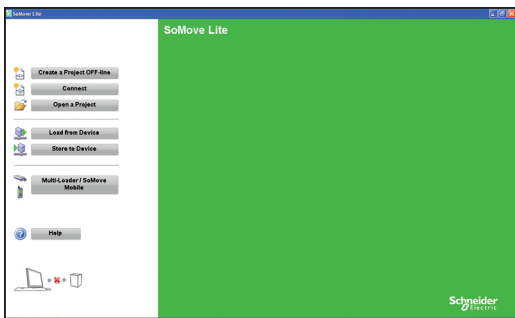 SoMove Lite
SoMove Lite
Create a Project OFF-line
Connect
Open a Project
Load from Device
Store to Device
Multi-Loader / SoMove
Mobile
Help
Schneider
Electric